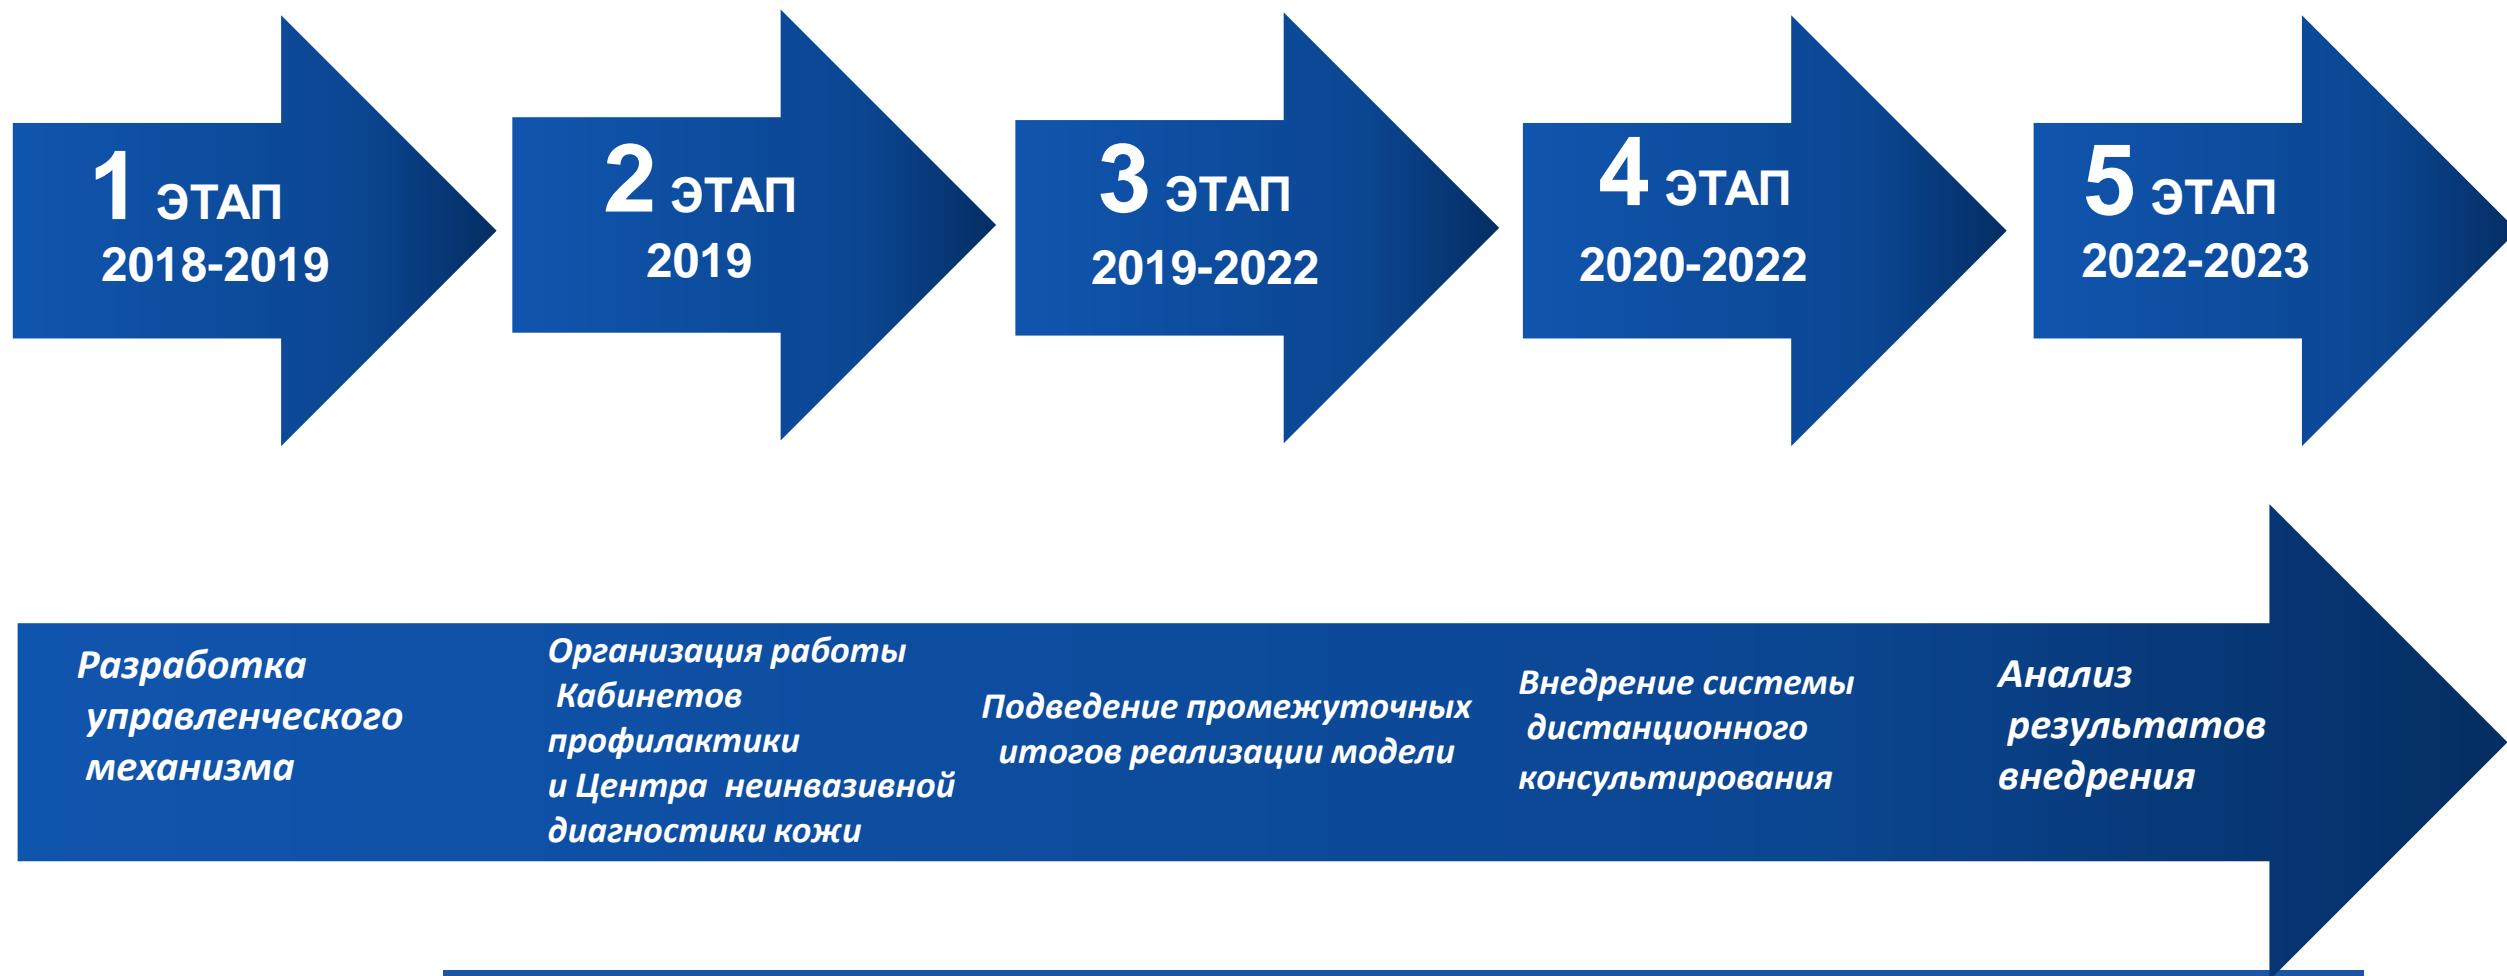 1 ЭТАП
2018-2019
2 ЭТАП
2019
3 ЭТАП
2019-2022
4 ЭТАП
2020-2022
5 ЭТАП
2022-2023
Разработка
управленческого
механизма
Организация работы
Кабинетов
профилактики
и Центра неинвазивной
диагностики кожи
Подведение промежуточных
итогов реализации модели
Внедрение системы
дистанционного
консультирования
Анализ
результатов
внедрения